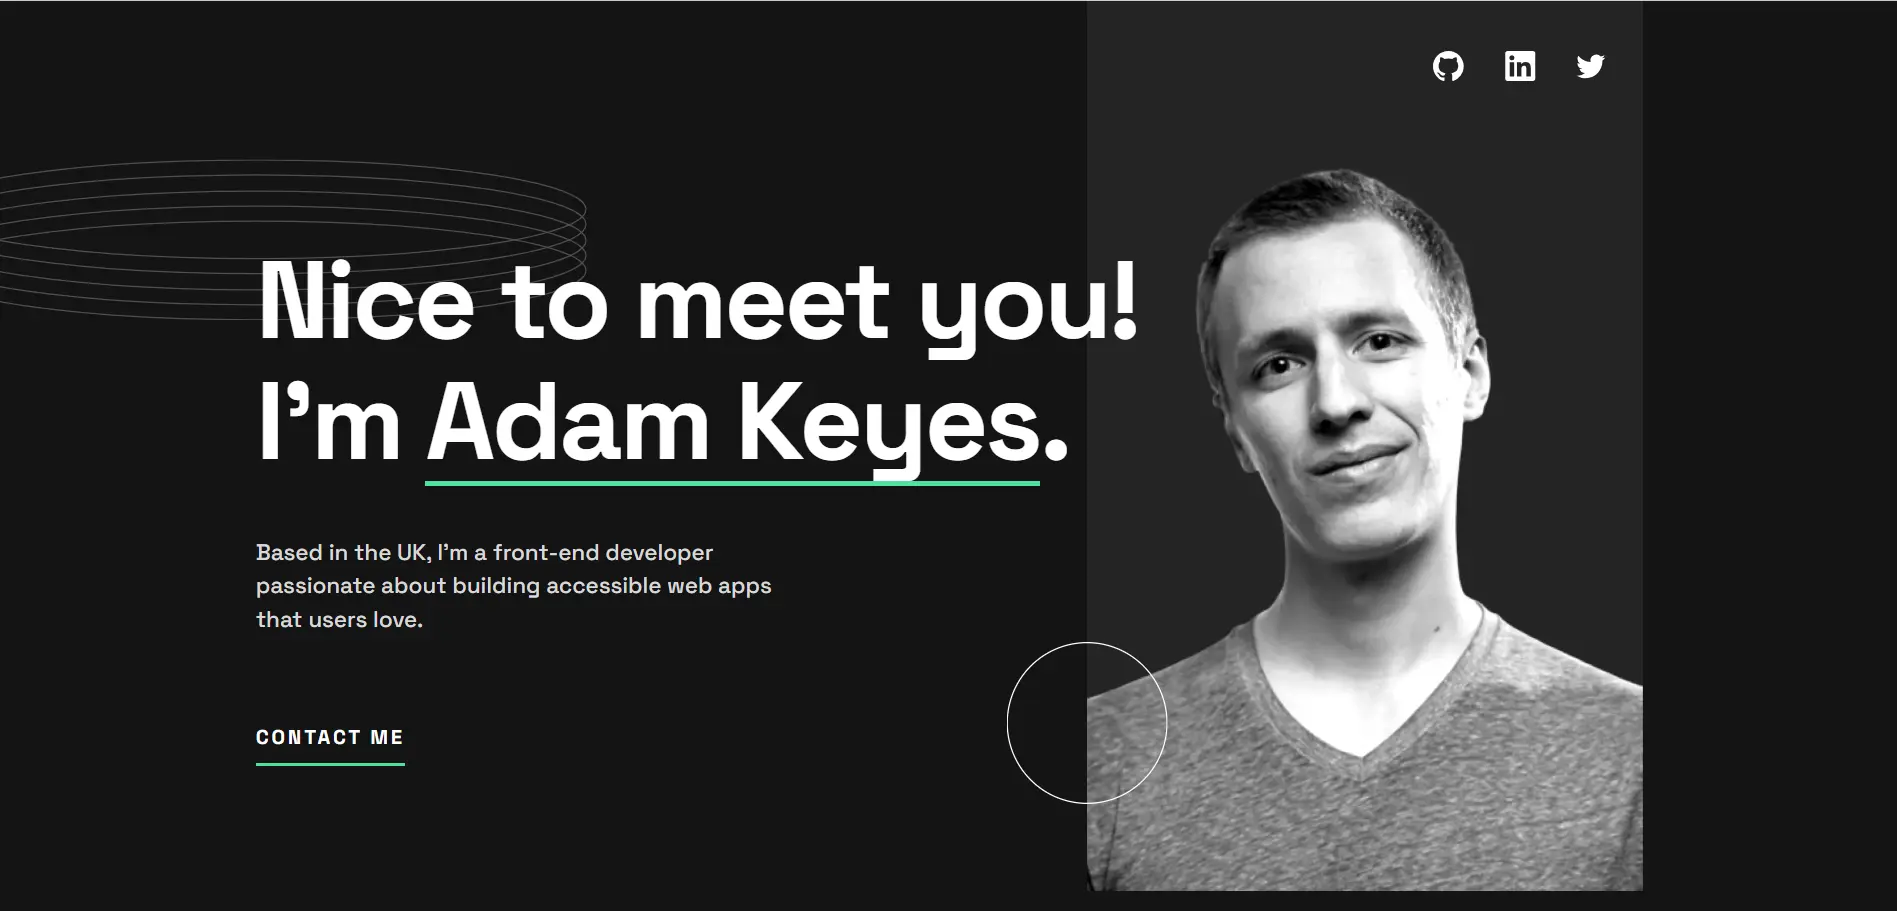 in
Nice to meet you!
I’m Adam Keyes.
Based in the UK, I’m a front-end developer
passionate about building accessible web apps
that users love.
CONTACT ME